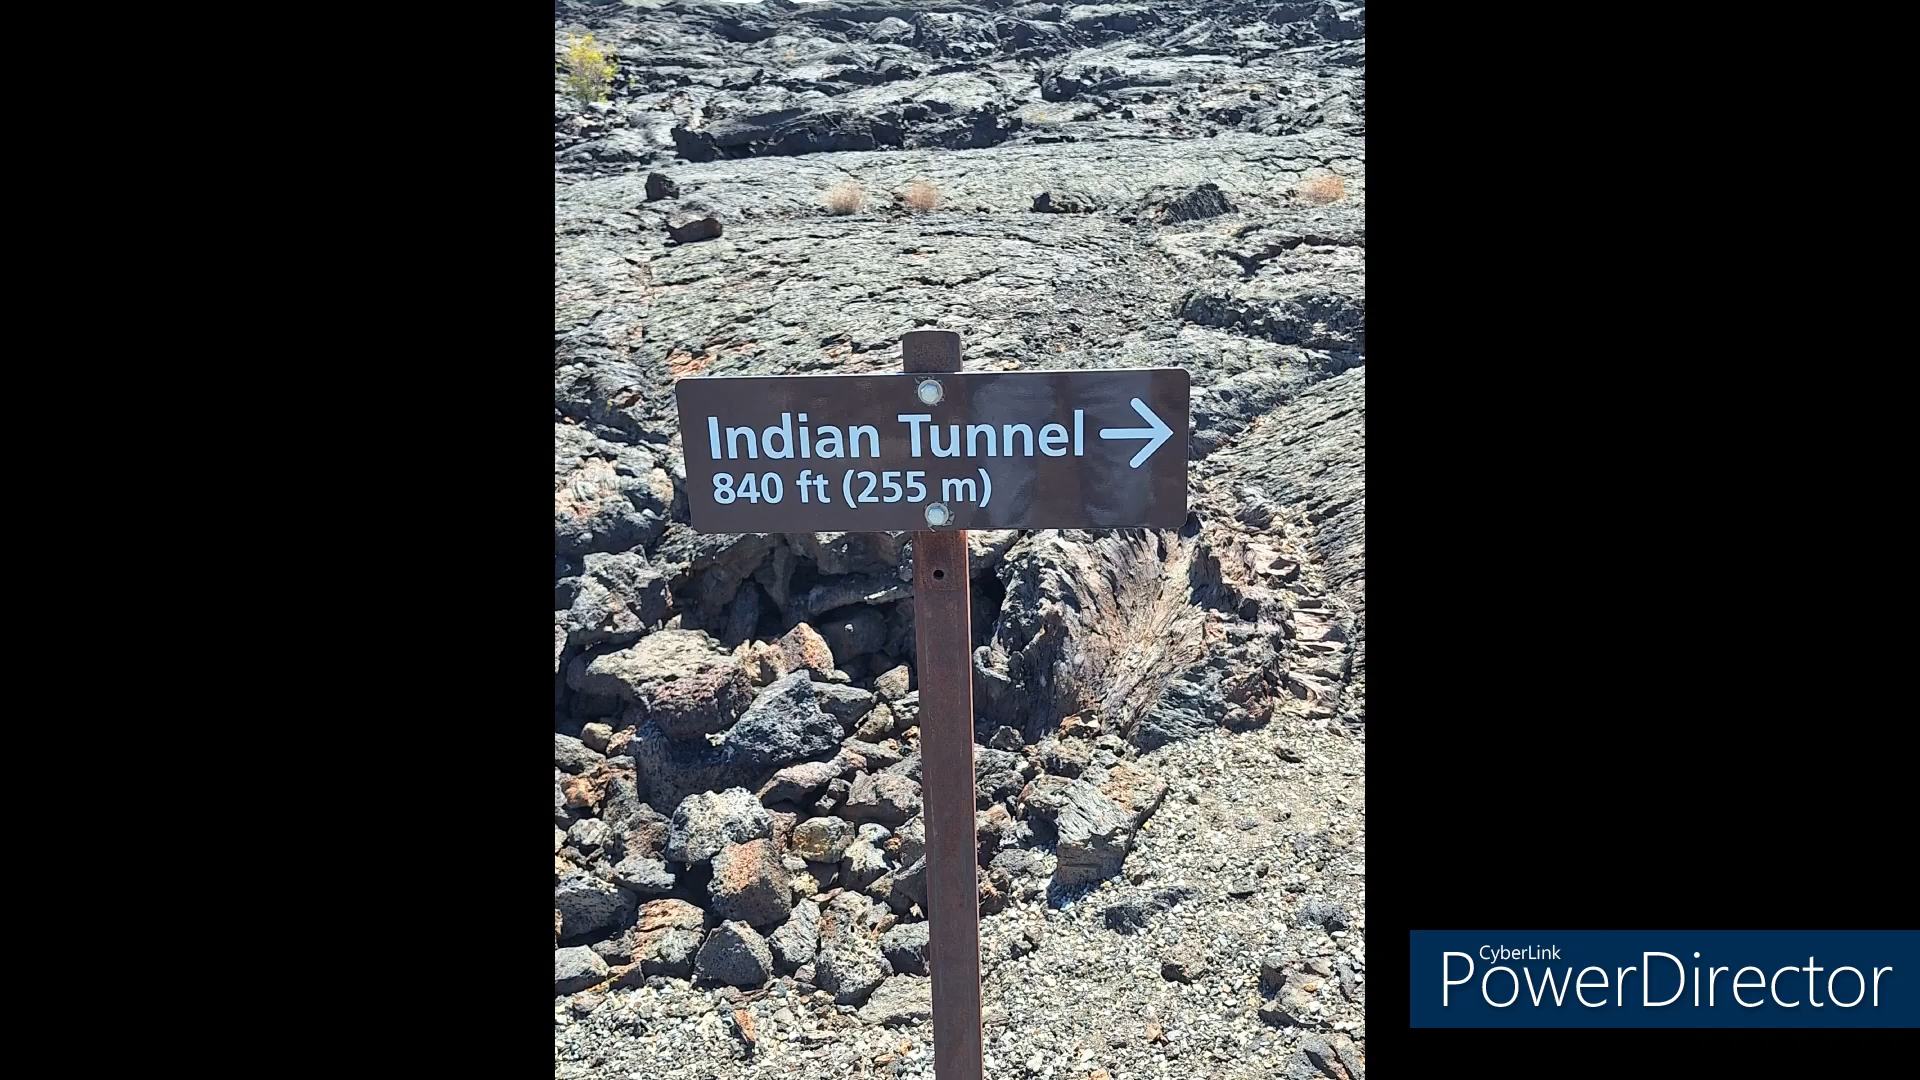 Indian Tunnel →
840 ft (255 m)
CyberLink
PowerDirector